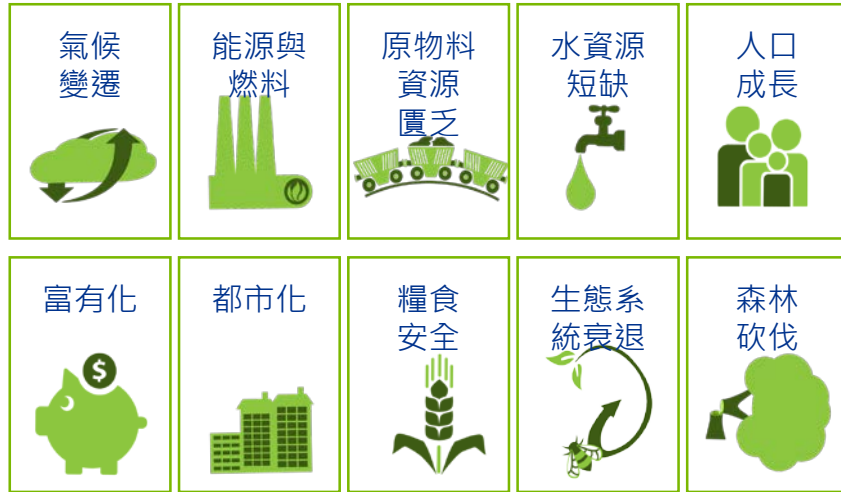 氣候
變遷
能源與
燃料
原物料
資源
匱乏
水資源
短缺
人口
成長
富有化
$
都市化
糧食
安全
生態系
統衰退
森林
砍伐